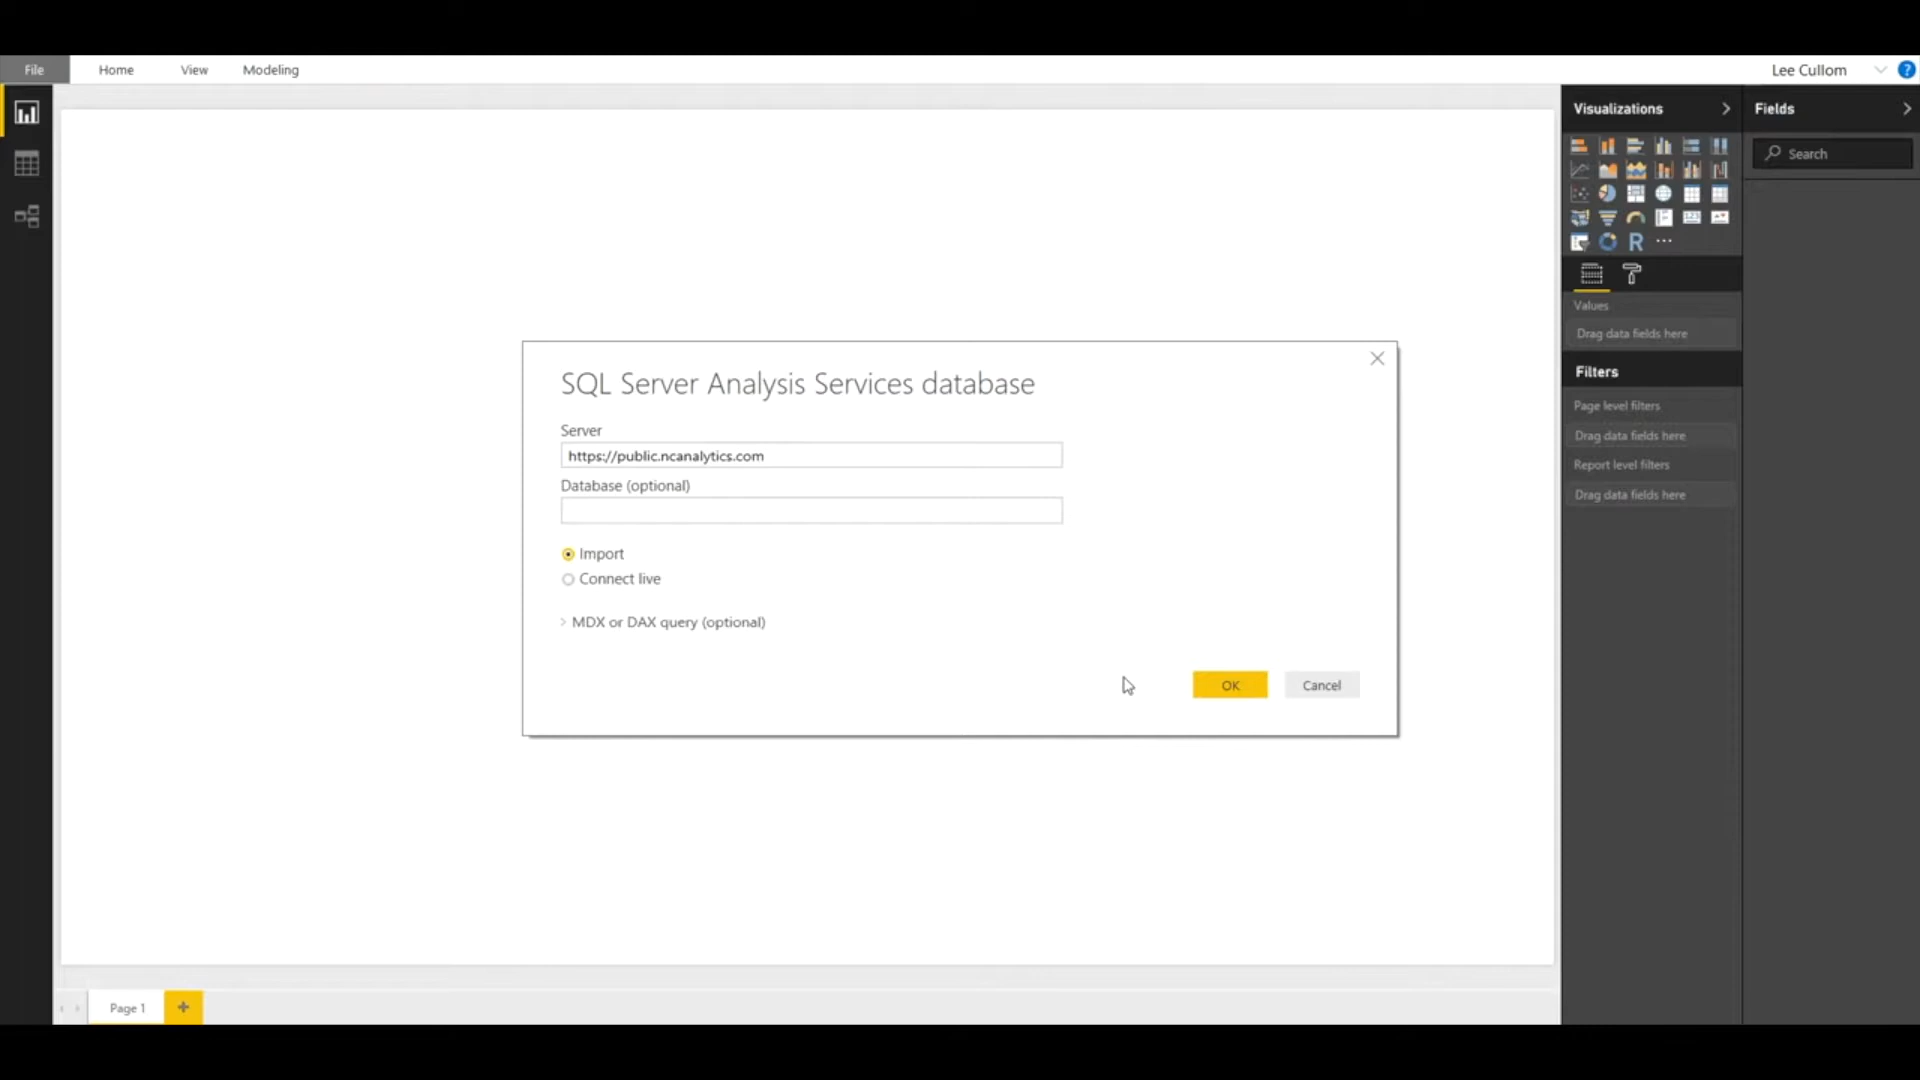 File Home View Modeling Lee Cullom ?
Visualizations Fields
Search
R ...
Values
Drag data fields here
Filters
Page level filters
Drag data fields here
Report level filters
Drag data fields here
SQL Server Analysis Services database
Server
https://public.ncanalytics.com
Database (optional)
Import
Connect live
MDX or DAX query (optional)
OK Cancel
Page 1 +